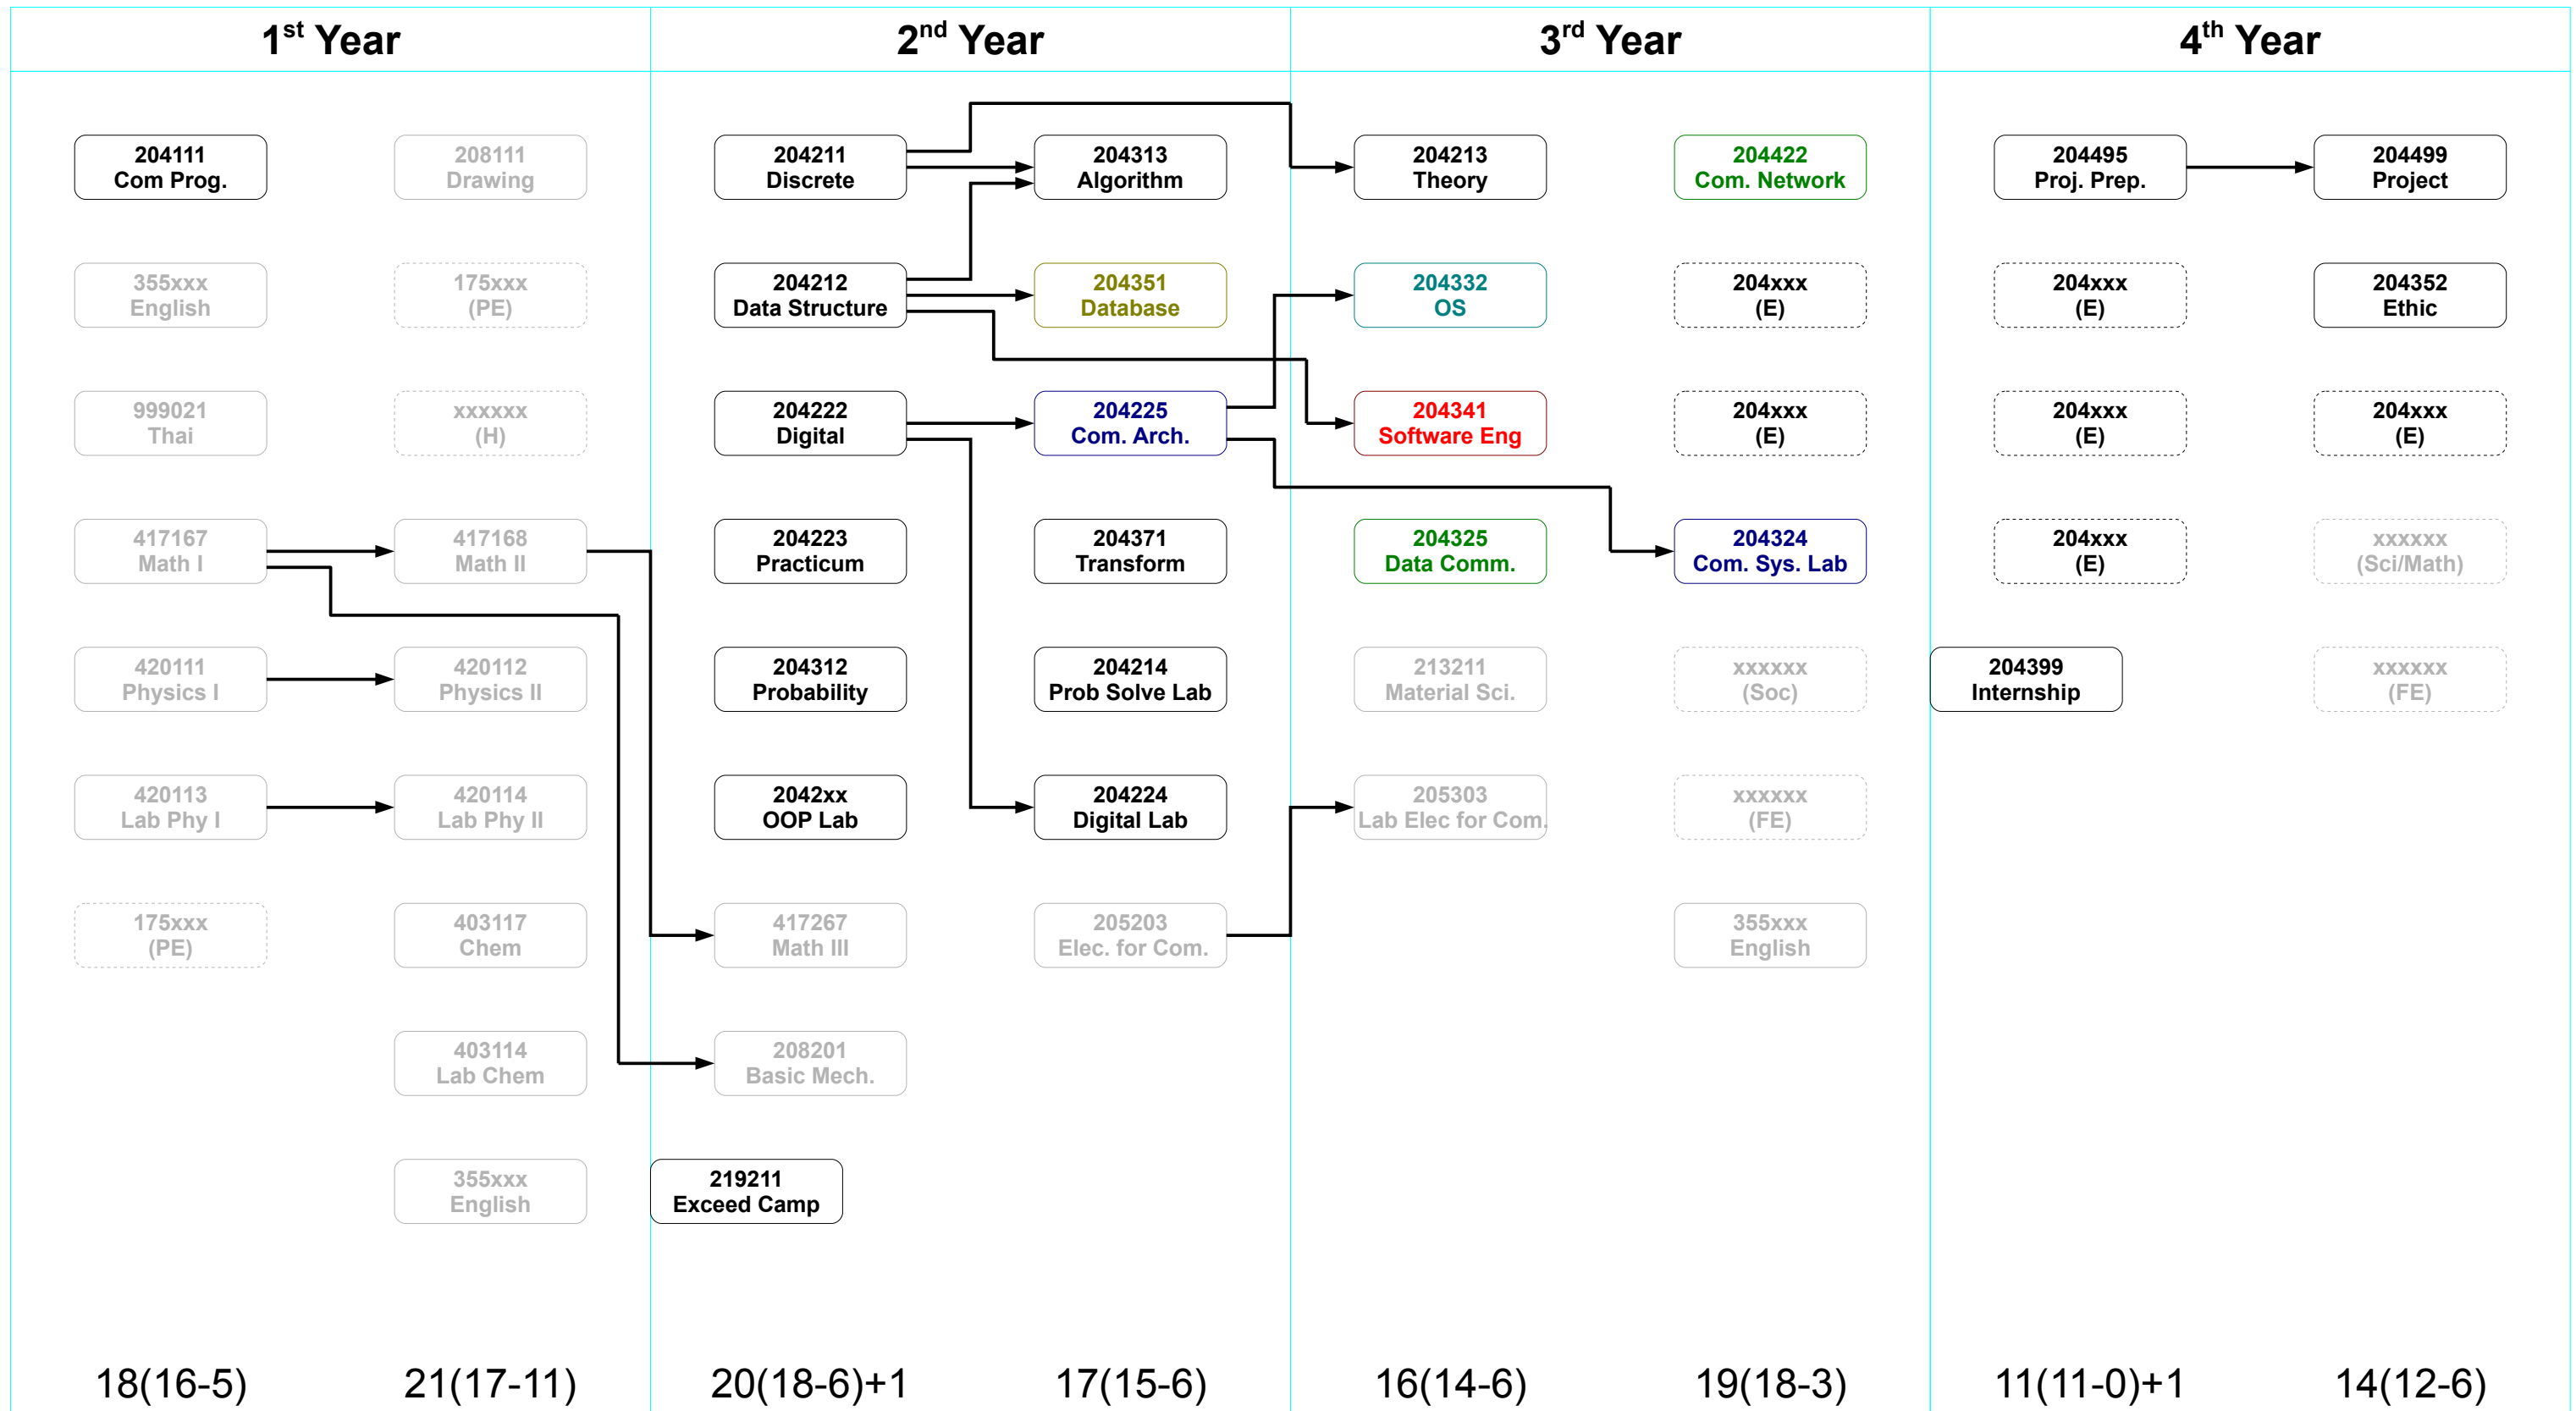 1st Year
2nd Year
3rd Year
4th Year
204111
Com Prog.
355xxx
English
999021
Thai
417167
Math I
420111
Physics I
420113
Lab Phy I
175xxx
(PE)
18(16-5)
208111
Drawing
175xxx
(PE)
xxxxxx
(H)
417168
Math II
420112
Physics II
420114
Lab Phy II
403117
Chem
403114
Lab Chem
355xxx
English
21(17-11)
204211
Discrete
204212
Data Structure
204222
Digital
204223
Practicum
204312
Probability
2042xx
OOP Lab
417267
Math III
208201
Basic Mech.
219211
Exceed Camp
20(18-6)+1
204313
Algorithm
204351
Database
204225
Com. Arch.
204371
Transform
204214
Prob Solve Lab
204224
Digital Lab
205203
Elec. for Com.
17(15-6)
204213
Theory
204332
OS
204341
Software Eng
204325
Data Comm.
213211
Material Sci.
205303
Lab Elec for Com.
16(14-6)
204422
Com. Network
204xxx
(E)
204xxx
(E)
204324
Com. Sys. Lab
xxxxxx
(Soc)
xxxxxx
(FE)
355xxx
English
19(18-3)
204495
Proj. Prep.
204xxx
(E)
204xxx
(E)
204xxx
(E)
204399
Internship
11(11-0)+1
204499
Project
204352
Ethic
204xxx
(E)
xxxxxx
(Sci/Math)
xxxxxx
(FE)
14(12-6)